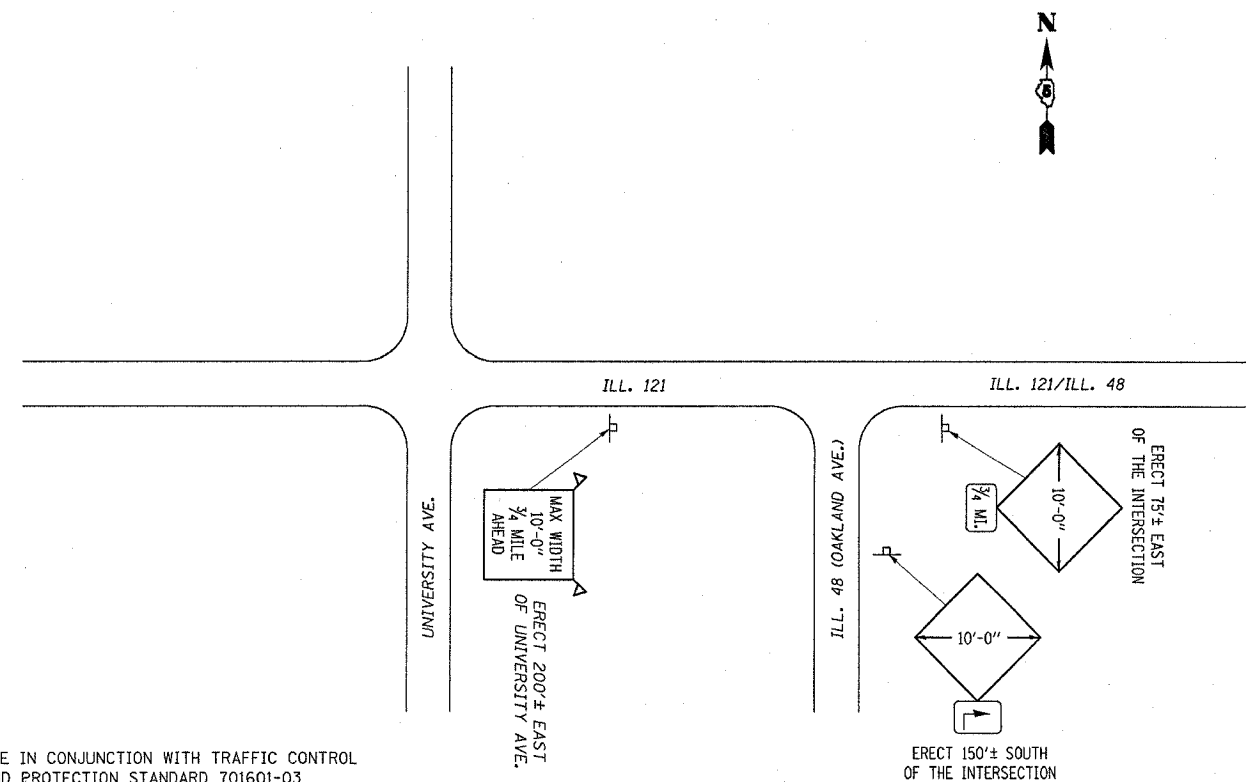 N
5
ILL. 121
ILL. 121/ILL. 48
UNIVERSITY AVE.
MAX WIDTH
10'-0"
3/4 MILE
AHEAD
ERECT 200'± EAST
OF UNIVERSITY AVE.
ILL. 48 (OAKLAND AVE.)
10'-0"
3/4 MI.
ERECT 75'± EAST
OF THE INTERSECTION
10'-0"
ERECT 150'± SOUTH
OF THE INTERSECTION
E IN CONJUNCTION WITH TRAFFIC CONTROL
D PROTECTION STANDARD 701601-03